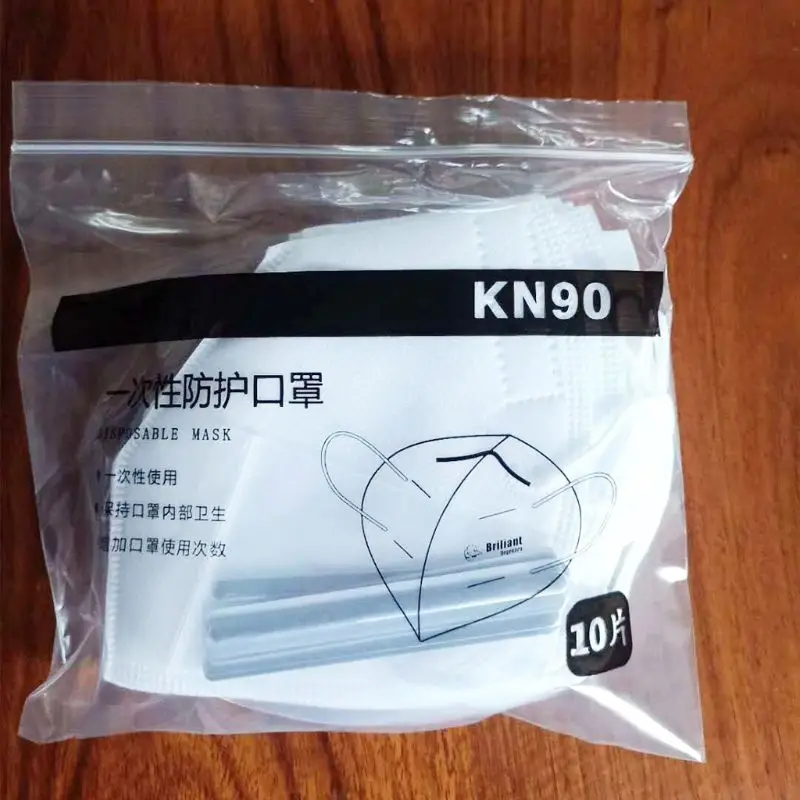 KN90
一次性防护口罩
DISPOSABLE MASK
一次性使用
保持口罩内部卫生
增加口罩使用次数
Briliant
10片